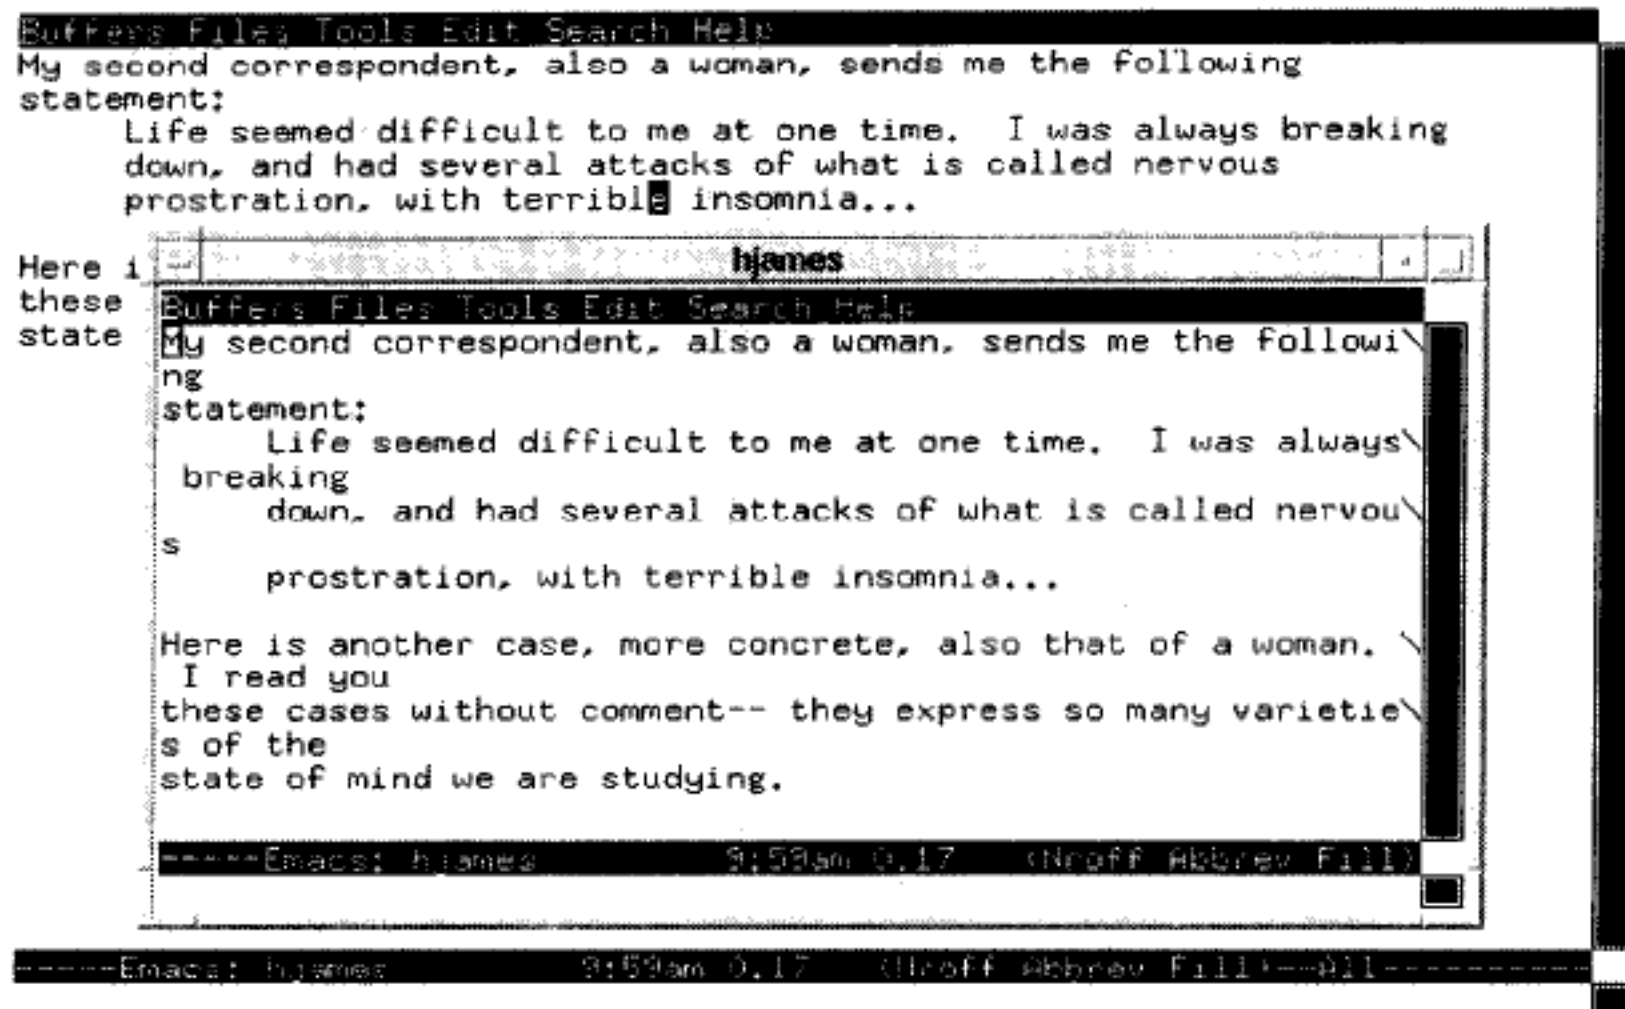 Buffers Files Tools Edit Search Help
My second correspondent, also a woman, sends me the following
statement:
Life seemed difficult to me at one time.  I was always breaking
down, and had several attacks of what is called nervous
prostration, with terrible insomnia...
Here i
these
state
hjames
Buffers Files Tools Edit Search Help
My second correspondent, also a woman, sends me the followi\
ng
statement:
Life seemed difficult to me at one time.  I was always\
breaking
down, and had several attacks of what is called nervou\
s
prostration, with terrible insomnia...
Here is another case, more concrete, also that of a woman. \
I read you
these cases without comment-- they express so many varietie\
s of the
state of mind we are studying.
-----Emacs: hjames 9:59am 0.17 (Nroff Abbrev Fill)
-----Emacs: hjames 9:59am 0.17 (Nroff Abbrev Fill)--All----------